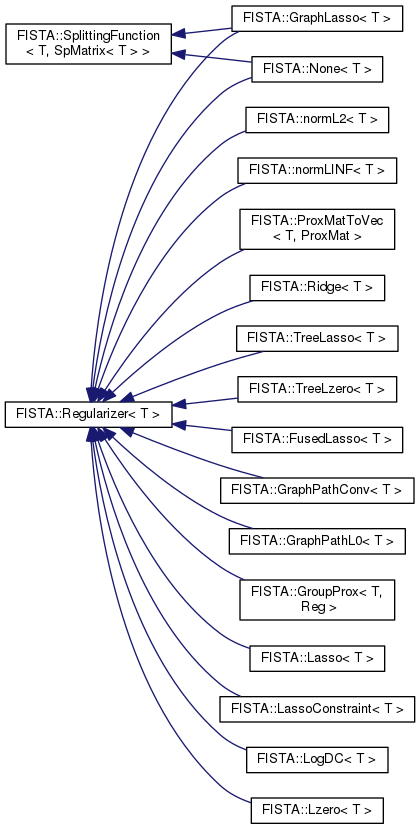 FISTA::GraphLasso< T >
FISTA::SplittingFunction
< T, SpMatrix< T > >
FISTA::None< T >
FISTA::normL2< T >
FISTA::normLINF< T >
FISTA::ProxMatToVec
< T, ProxMat >
FISTA::Ridge< T >
FISTA::TreeLasso< T >
FISTA::TreeLzero< T >
FISTA::Regularizer< T >
FISTA::FusedLasso< T >
FISTA::GraphPathConv< T >
FISTA::GraphPathL0< T >
FISTA::GroupProx< T,
Reg >
FISTA::Lasso< T >
FISTA::LassoConstraint< T >
FISTA::LogDC< T >
FISTA::Lzero< T >